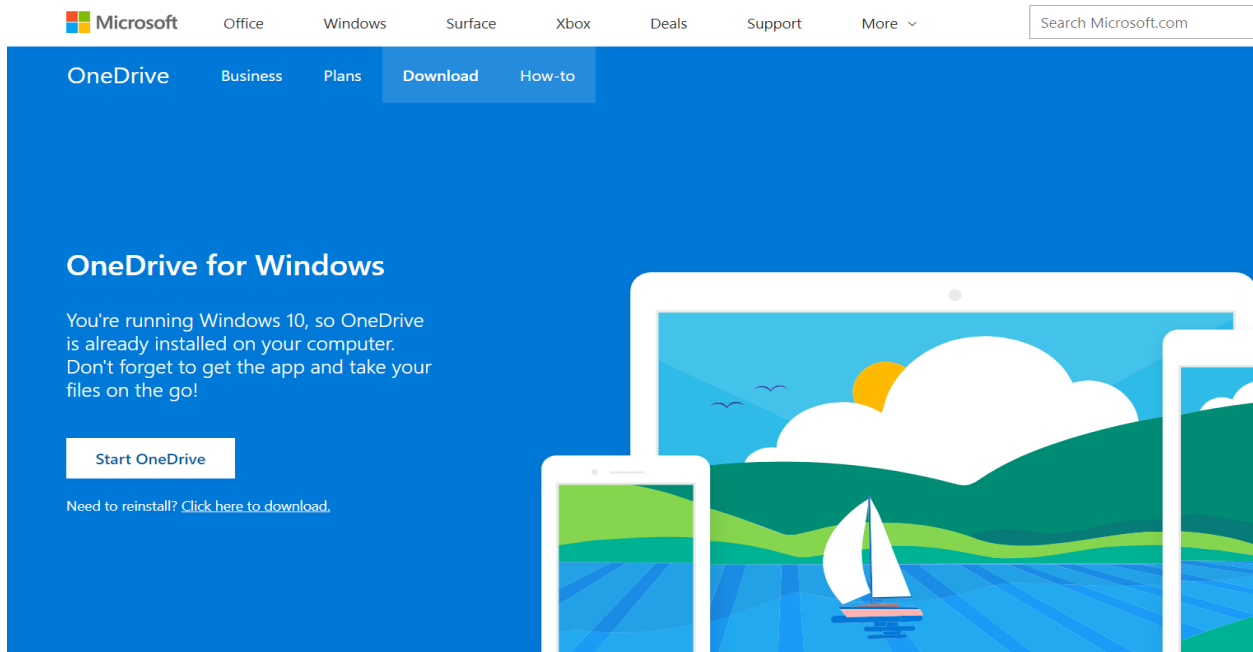 Microsoft Office Windows Surface Xbox Deals Support More Search Microsoft.com
OneDrive Business Plans Download How-to
OneDrive for Windows
You're running Windows 10, so OneDrive
is already installed on your computer.
Don't forget to get the app and take your
files on the go!
Start OneDrive
Need to reinstall? Click here to download.